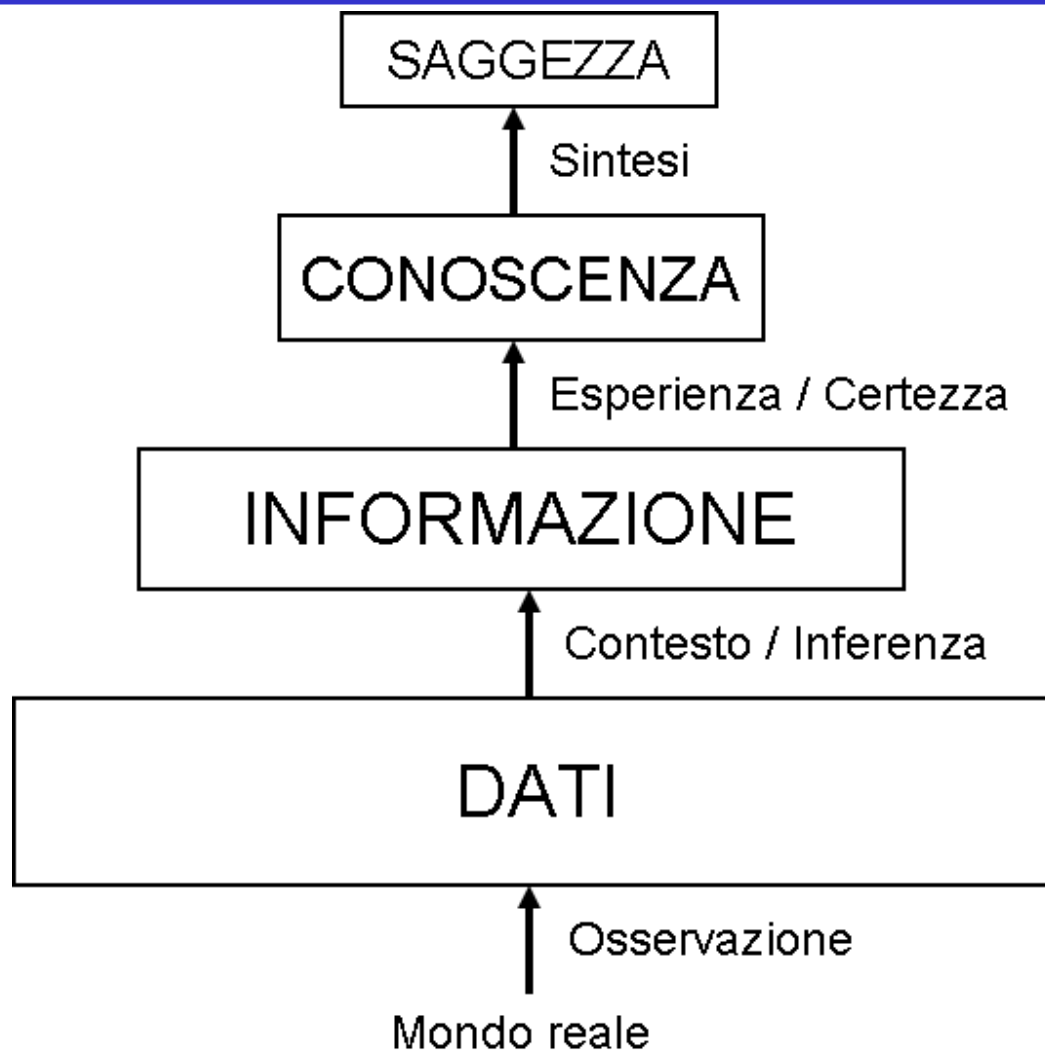 SAGGEZZA
Sintesi
CONOSCENZA
Esperienza / Certezza
INFORMAZIONE
Contesto / Inferenza
DATI
Osservazione
Mondo reale